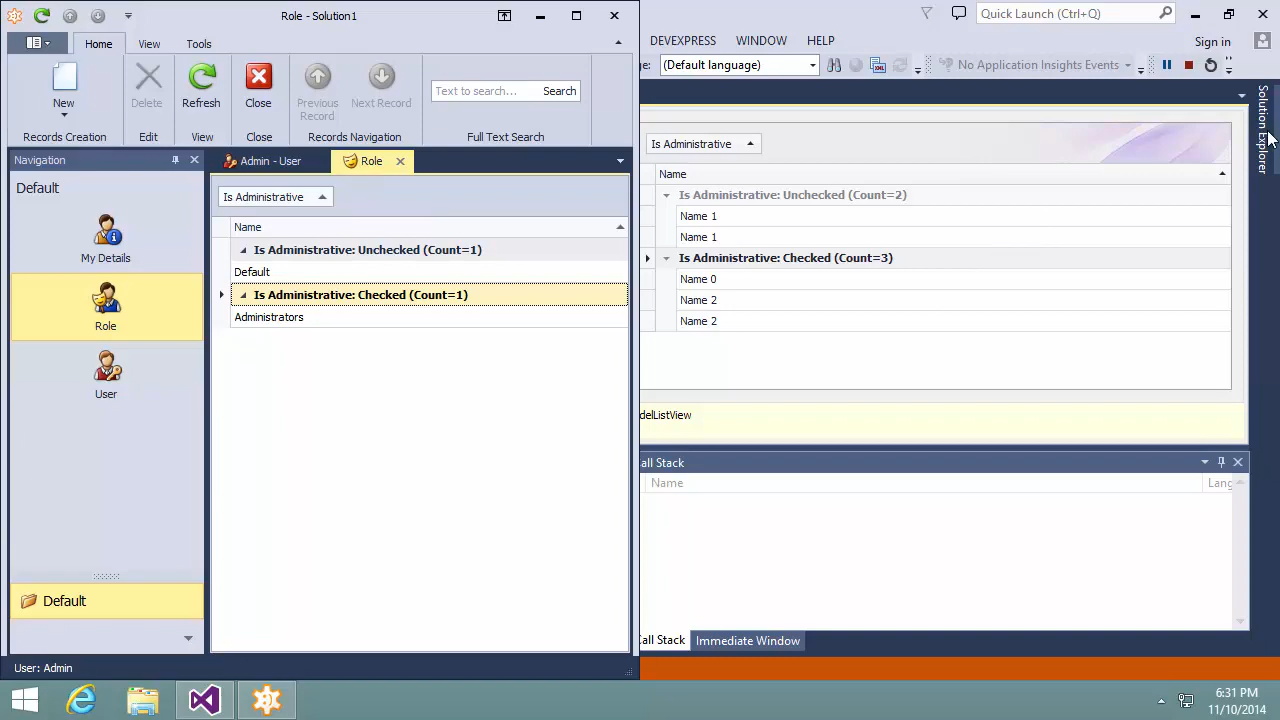 Role - Solution1
Home
View
Tools
New
Delete
Refresh
Close
Previous
Record
Next Record
Text to search...
Search
Records Creation
Edit
View
Close
Records Navigation
Full Text Search
Navigation
Default
My Details
Role
User
Default
User: Admin
Admin - User
Role
Is Administrative
Name
Is Administrative: Unchecked (Count=1)
Default
Is Administrative: Checked (Count=1)
Administrators
Quick Launch (Ctrl+Q)
DEVEXPRESS
WINDOW
HELP
Sign in
ge:
(Default language)
No Application Insights Events
Solution Explorer
Is Administrative
Name
Is Administrative: Unchecked (Count=2)
Name 1
Name 1
Is Administrative: Checked (Count=3)
Name 0
Name 2
Name 2
delListView
all Stack
Name
Lang
Call Stack
Immediate Window
6:31 PM
11/10/2014